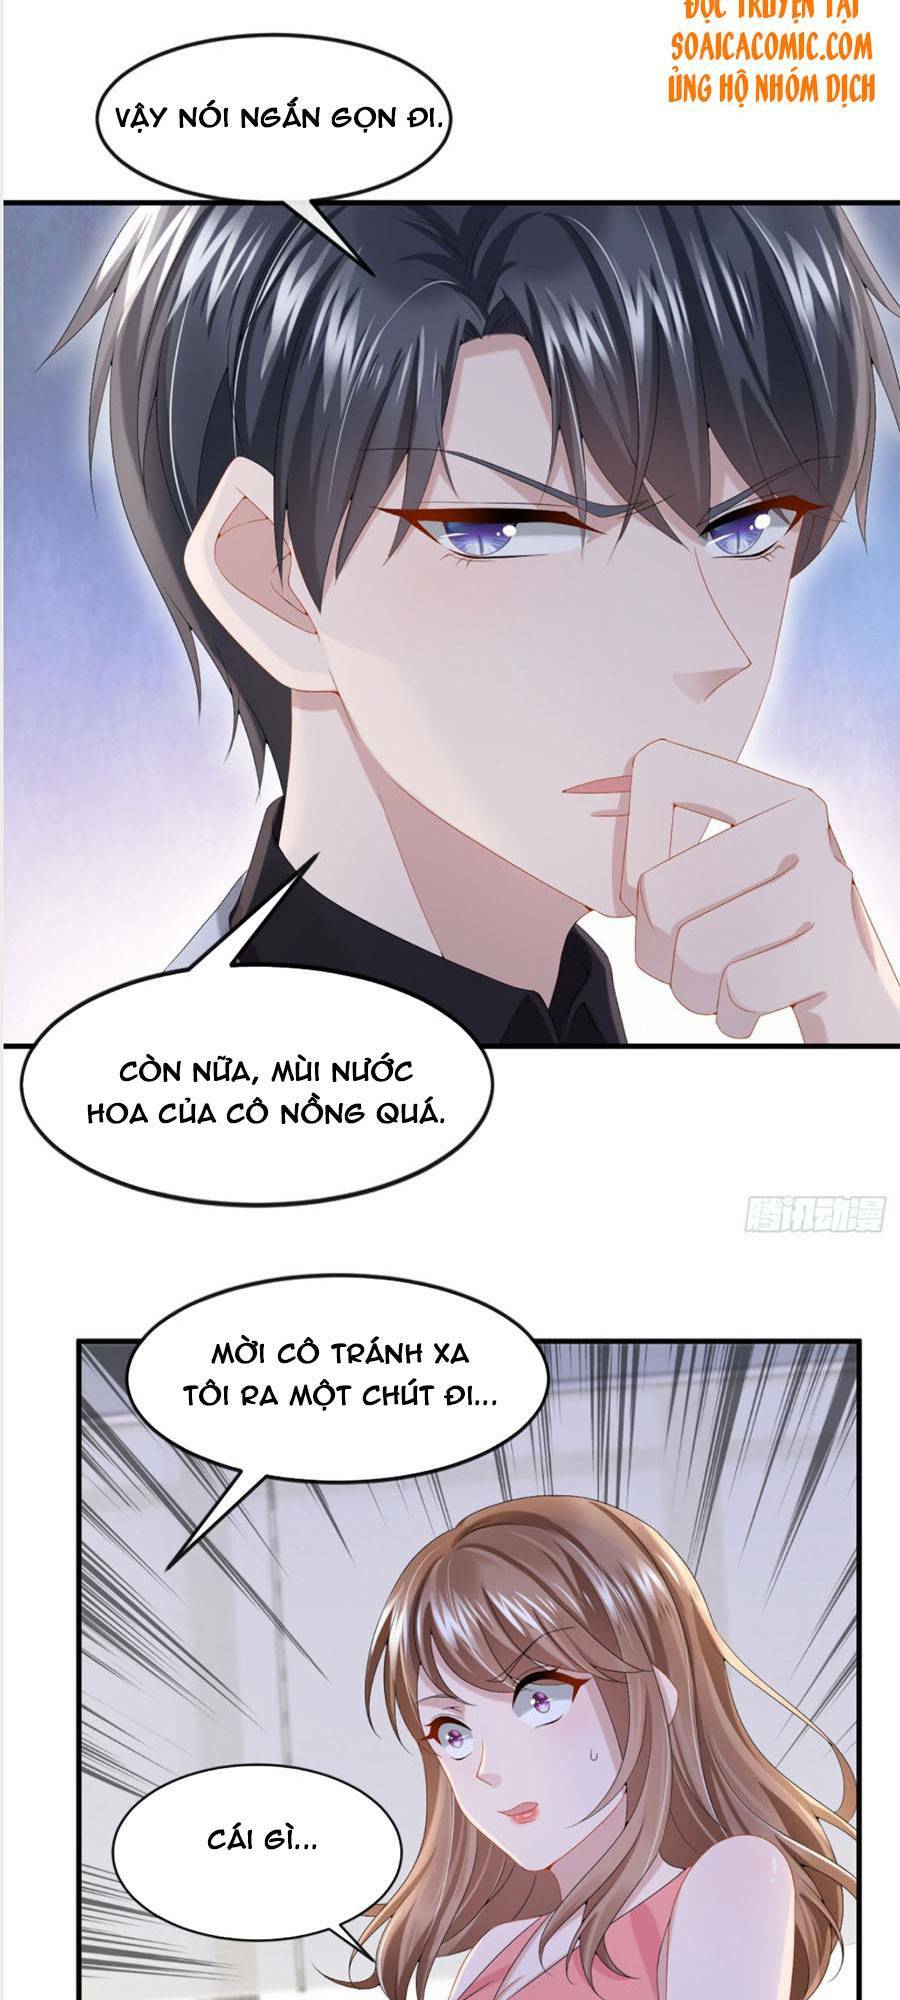 ĐỌC TRUYỆN TẠI
SOAICACOMIC.COM
ỦNG HỘ NHÓM DỊCH
VẬY NÓI NGẮN GỌN ĐI.
CÒN NỮA, MÙI NƯỚC
HOA CỦA CÔ NỒNG QUÁ.
腾讯动漫
MỜI CÔ TRÁNH XA
TÔI RA MỘT CHÚT ĐI...
CÁI GÌ...